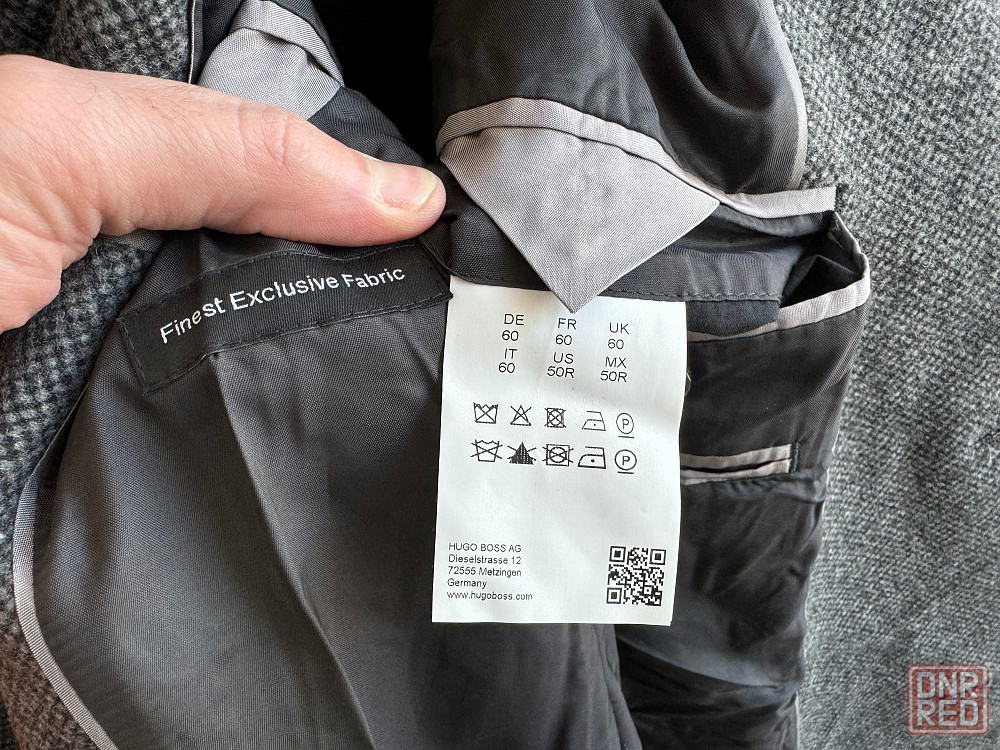 Finest Exclusive Fabric
DE FR UK
60 60 60
IT US MX
60 50R 50R
P
P
HUGO BOSS AG
Dieselstrasse 12
72555 Metzingen
Germany
www.hugoboss.com
DNR
RED